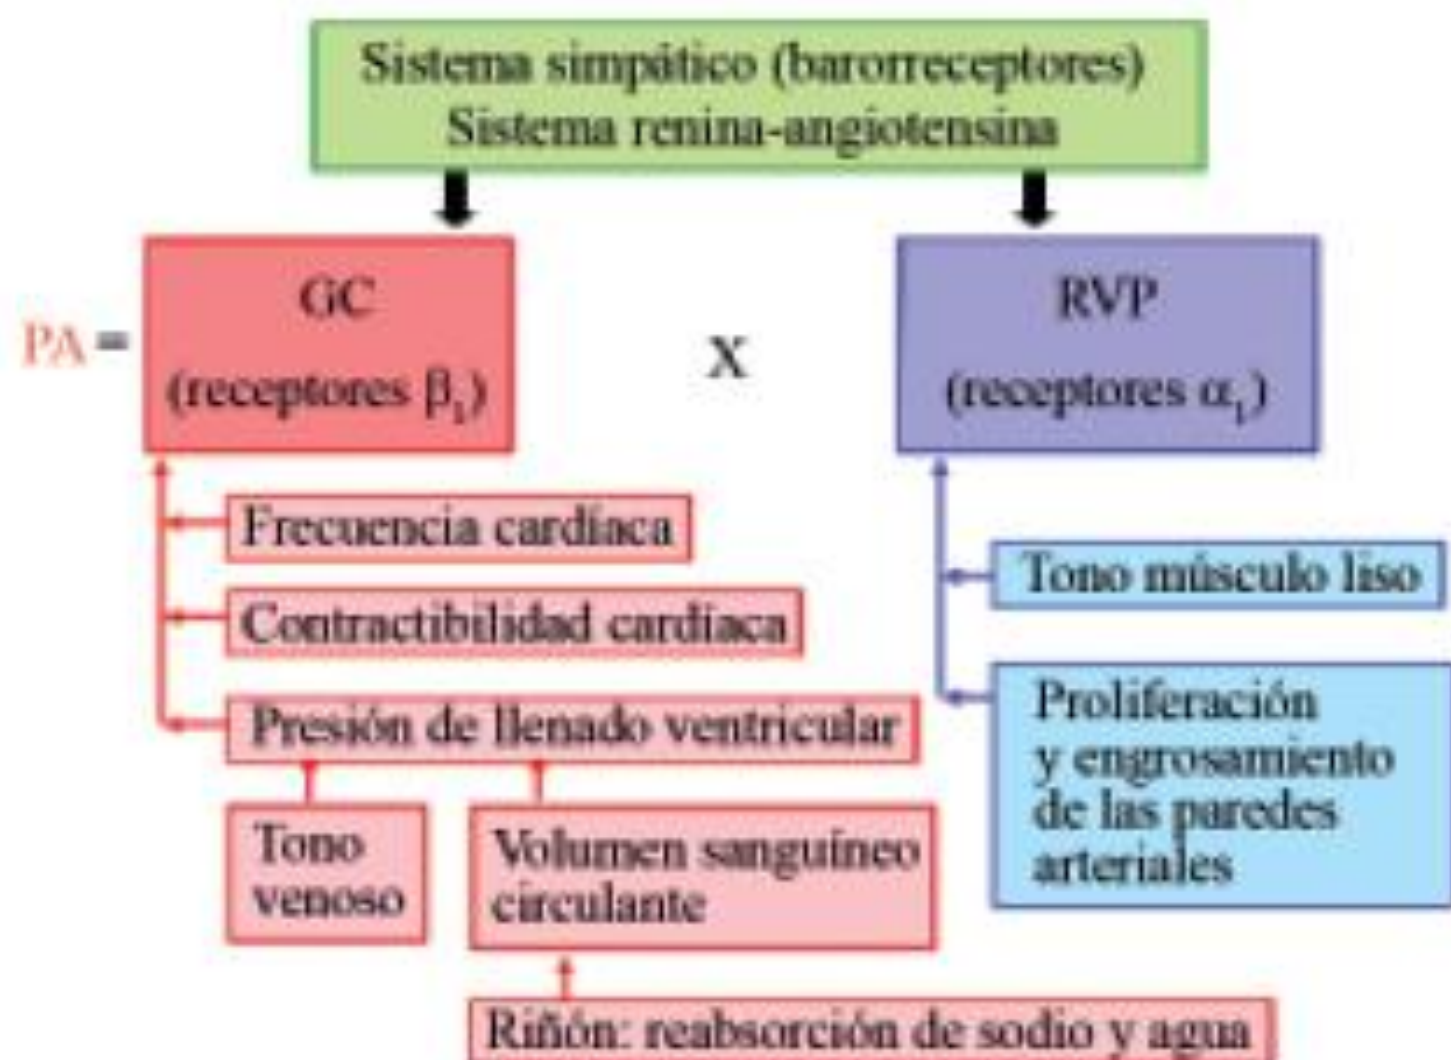 Sistema simpático (barorreceptores)
Sistema renina-angiotensina
PA =
GC
(receptores β₁)
X
RVP
(receptores α₁)
Frecuencia cardíaca
Contractibilidad cardíaca
Presión de llenado ventricular
Tono
venoso
Volumen sanguíneo
circulante
Riñón: reabsorción de sodio y agua
Tono músculo liso
Proliferación
y engrosamiento
de las paredes
arteriales